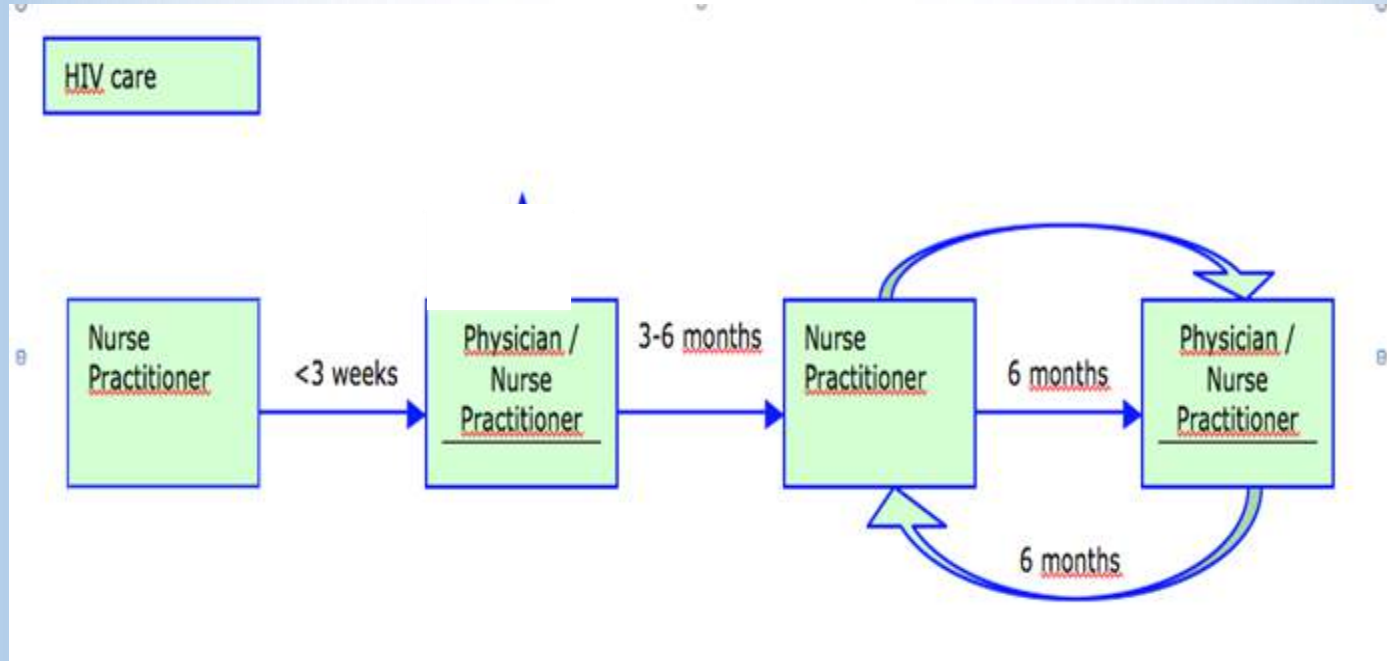 HIV care
Nurse
Practitioner
<3 weeks
Physician /
Nurse
Practitioner
3-6 months
Nurse
Practitioner
6 months
Physician /
Nurse
Practitioner
6 months